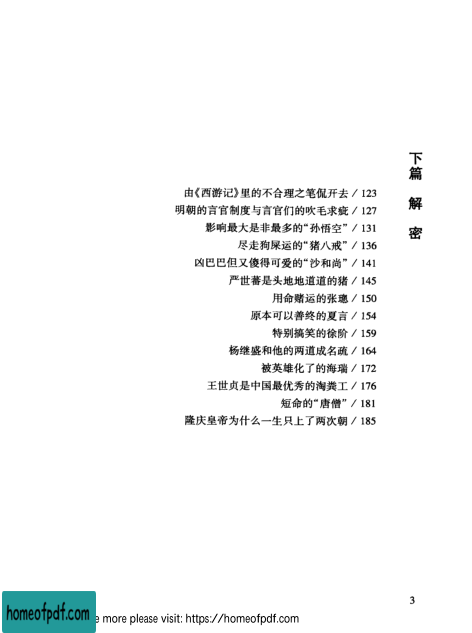 下篇 解密
由《西游记》里的不合理之笔侃开去 / 123
明朝的言官制度与言官们的吹毛求疵 / 127
影响最大是非最多的“孙悟空” / 131
尽走狗屎运的“猪八戒” / 136
凶巴巴但又傻得可爱的“沙和尚” / 141
严世蕃是头地地道道的猪 / 145
用命赌运的张璁 / 150
原本可以善终的夏言 / 154
特别搞笑的徐阶 / 159
杨继盛和他的两道成名疏 / 164
被英雄化了的海瑞 / 172
王世贞是中国最优秀的淘粪工 / 176
短命的“唐僧” / 181
隆庆皇帝为什么一生只上了两次朝 / 185
3
homeofpdf.com
e more please visit: https://homeofpdf.com